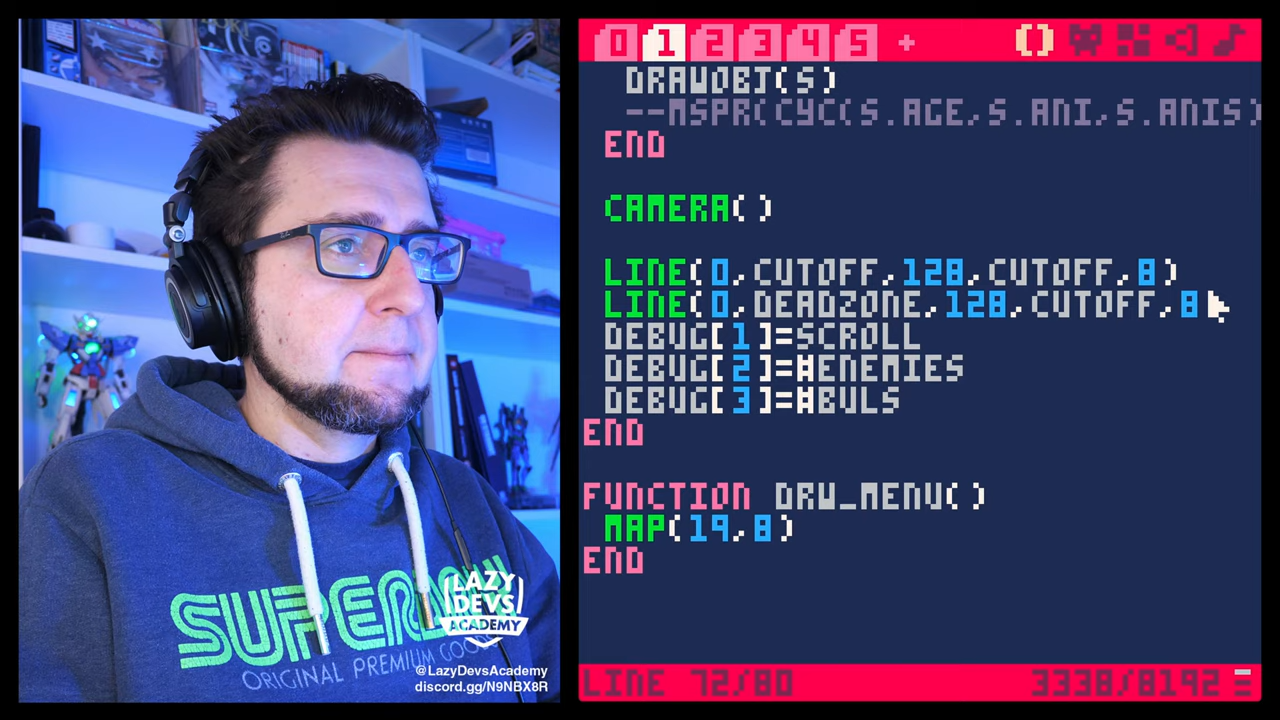 SUPER
ORIGINAL PREMIUM GOO
LAZY
DEVS
ACADEMY
@LazyDevsAcademy
discord.gg/N9NBX8R
0 1 2 3 4 5 +
DRAWOBJ(S)
--MSPR(CYC(S.AGE,S.ANI,S.ANIS)
END
CAMERA()
LINE(0,CUTOFF,128,CUTOFF,8)
LINE(0,DEADZONE,128,CUTOFF,8
DEBUG[1]=SCROLL
DEBUG[2]=#ENEMIES
DEBUG[3]=#BULS
END
FUNCTION DRW_MENU()
MAP(19,8)
END
LINE 72/80
3338/8192